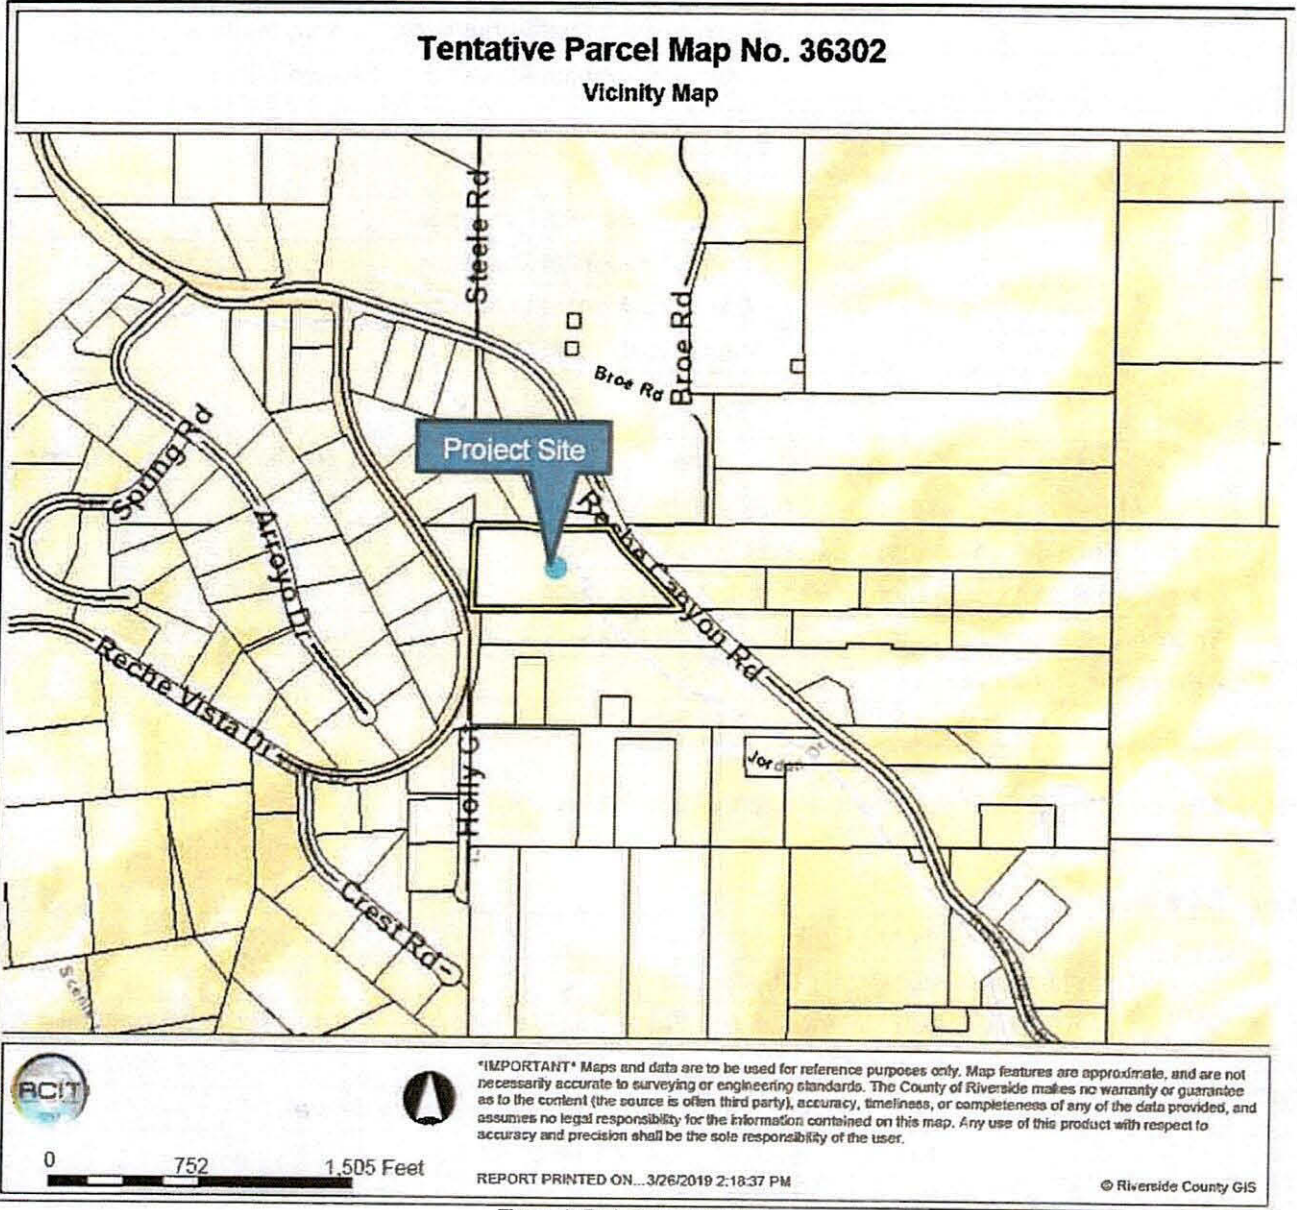 Tentative Parcel Map No. 36302
Vicinity Map
Steele Rd
Broe Rd
Broe Rd
Project Site
Spring Rd
Reche Canyon Rd
Arroyo Dr
Reche Vista Dr
Holly Ct
Jordan Dr
Crest Rd
RCIT
*IMPORTANT* Maps and data are to be used for reference purposes only. Map features are approximate, and are not
necessarily accurate to surveying or engineering standards. The County of Riverside makes no warranty or guarantee
as to the content (the source is often third party), accuracy, timeliness, or completeness of any of the data provided, and
assumes no legal responsibility for the information contained on this map. Any use of this product with respect to
accuracy and precision shall be the sole responsibility of the user.
0 752 1,505 Feet
REPORT PRINTED ON...3/26/2019 2:18:37 PM
© Riverside County GIS